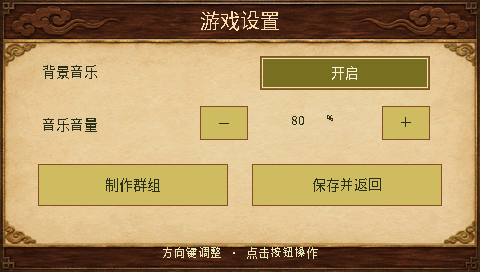 游戏设置
背景音乐 开启
音乐音量 － 80 % ＋
制作群组 保存并返回
方向键调整 · 点击按钮操作